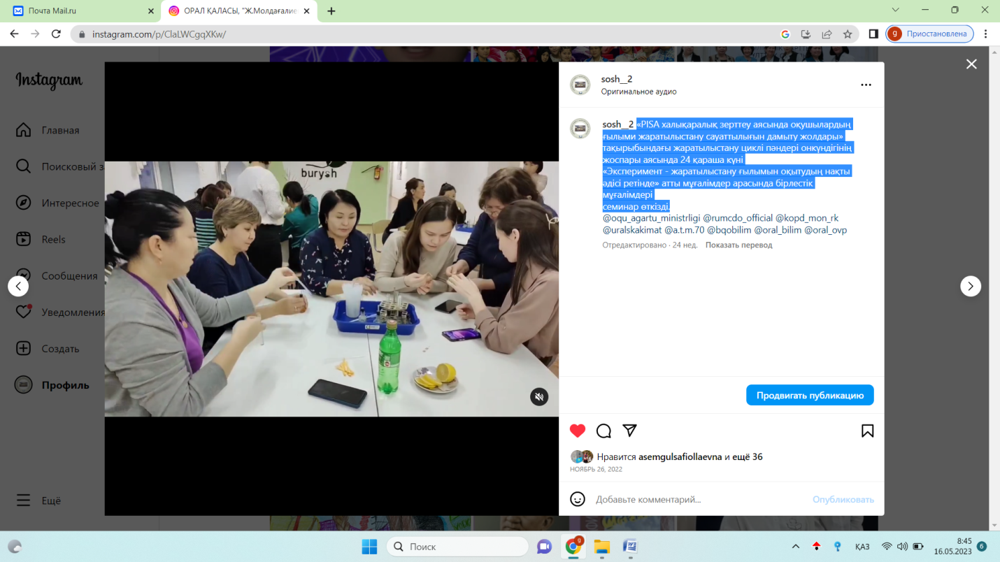 Почта Mail.ru
ОРАЛ ҚАЛАСЫ, "Ж.Молдағалие
instagram.com/p/ClaLWCgqXKw/
Приостановлена
Instagram
Главная
Поисковый з
Интересное
Reels
Сообщения
Уведомления
Создать
Профиль
Ещё
burysh
sosh__2
Оригинальное аудио
sosh__2 «PISA халықаралық зерттеу аясында оқушылардың
ғылыми жаратылыстану сауаттылығын дамыту жолдары»
тақырыбындағы жаратылыстану циклі пәндері онкүндігінің
жоспары аясында 24 қараша күні
«Эксперимент - жаратылыстану ғылымын оқытудың нақты
әдісі ретінде» атты мұғалімдер арасында бірлестік
мұғалімдері
семинар өткізді.
@oqu_agartu_ministrligi @rumcdo_official @kopd_mon_rk
@uralskakimat @a.t.m.70 @bqobilim @oral_bilim @oral_ovp
Отредактировано · 24 нед. Показать перевод
Продвигать публикацию
Нравится asemgulsafiollaevna и ещё 36
НОЯБРЬ 26, 2022
Добавьте комментарий...
Опубликовать
Поиск
ҚАЗ
8:45
16.05.2023
6